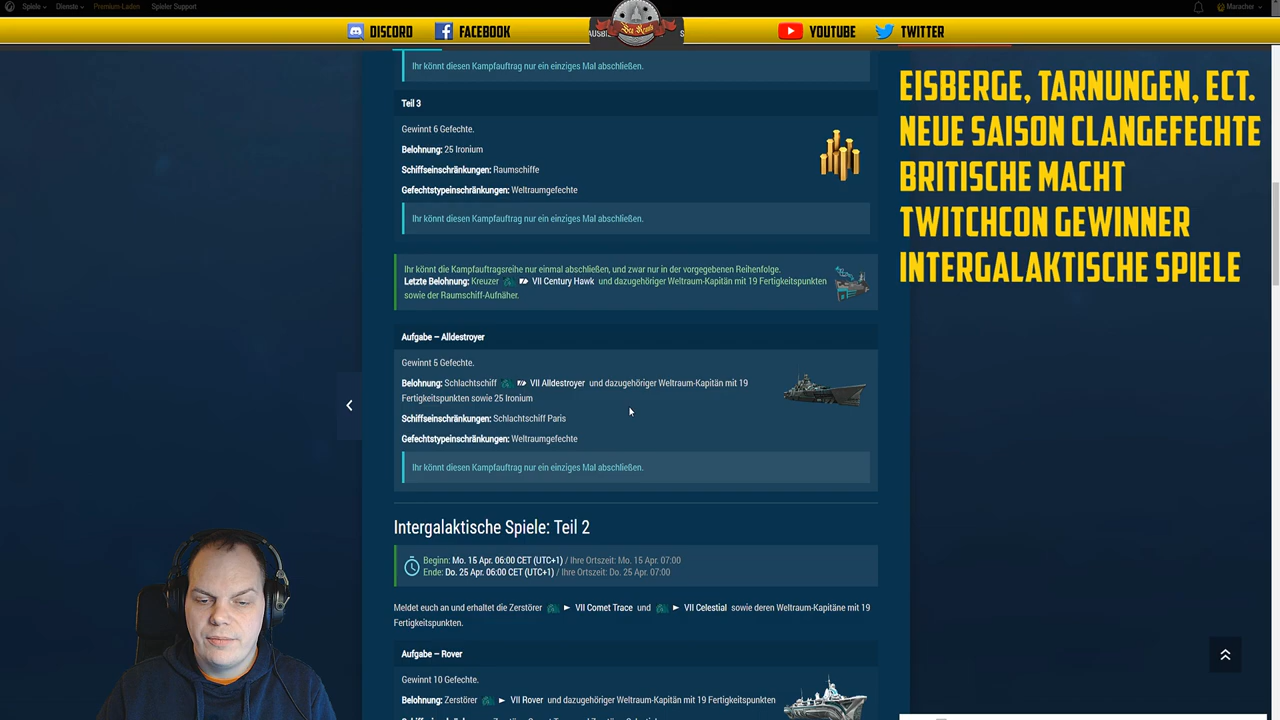 Spiele
Dienste
Premium-Laden
Spieler Support
Maracher
DISCORD
FACEBOOK
YOUTUBE
TWITTER
Ihr könnt diesen Kampfauftrag nur ein einziges Mal abschließen.
Teil 3
Gewinnt 6 Gefechte.
Belohnung: 25 Ironium
Schiffseinschränkungen: Raumschiffe
Gefechtstypeinschränkungen: Weltraumgefechte
Ihr könnt diesen Kampfauftrag nur ein einziges Mal abschließen.
Ihr könnt die Kampfauftragsreihe nur einmal abschließen, und zwar nur in der vorgegebenen Reihenfolge.
Letzte Belohnung: Kreuzer VII Century Hawk und dazugehöriger Weltraum-Kapitän mit 19 Fertigkeitspunkten
sowie der Raumschiff-Aufnäher.
Aufgabe – Alldestroyer
Gewinnt 5 Gefechte.
Belohnung: Schlachtschiff VII Alldestroyer und dazugehöriger Weltraum-Kapitän mit 19
Fertigkeitspunkten sowie 25 Ironium
Schiffseinschränkungen: Schlachtschiff Paris
Gefechtstypeinschränkungen: Weltraumgefechte
Ihr könnt diesen Kampfauftrag nur ein einziges Mal abschließen.
Intergalaktische Spiele: Teil 2
Beginn: Mo. 15 Apr. 06:00 CET (UTC+1) / Ihre Ortszeit: Mo. 15 Apr. 07:00
Ende: Do. 25 Apr. 06:00 CET (UTC+1) / Ihre Ortszeit: Do. 25 Apr. 07:00
Meldet euch an und erhaltet die Zerstörer VII Comet Trace und VII Celestial sowie deren Weltraum-Kapitäne mit 19
Fertigkeitspunkten.
Aufgabe – Rover
Gewinnt 10 Gefechte.
Belohnung: Zerstörer VII Rover und dazugehöriger Weltraum-Kapitän mit 19 Fertigkeitspunkten
EISBERGE, TARNUNGEN, ECT.
NEUE SAISON CLANGEFECHTE
BRITISCHE MACHT
TWITCHCON GEWINNER
INTERGALAKTISCHE SPIELE